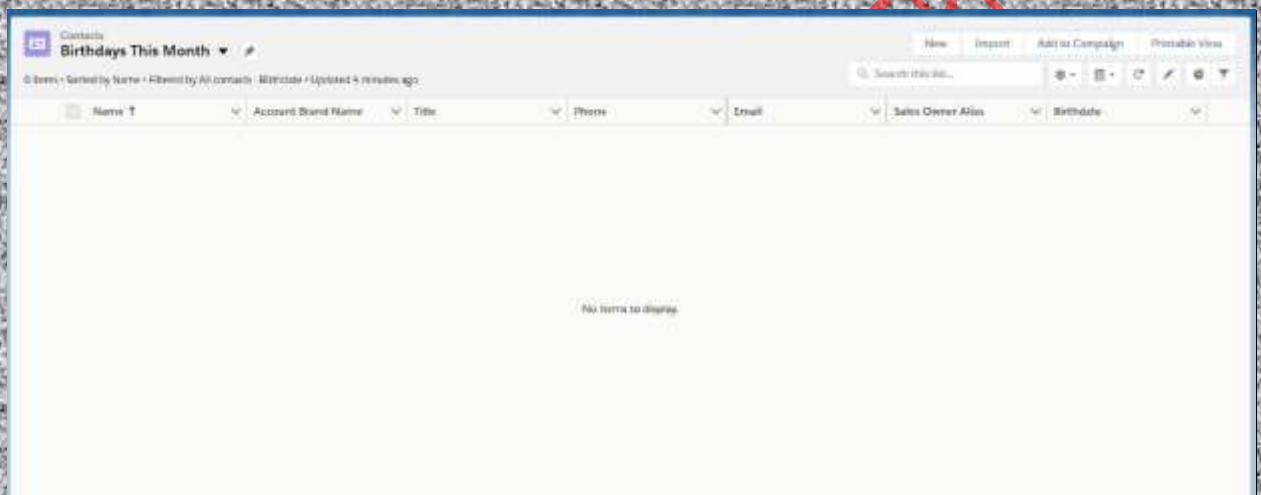 Contacts
Birthdays This Month
New Import Add to Campaign Printable View
0 items • Sorted by Name • Filtered by All contacts - Birthdate • Updated 4 minutes ago
Search this list...
Name ↑ Account Brand Name Title Phone Email Sales Owner Alias Birthdate
No items to display.